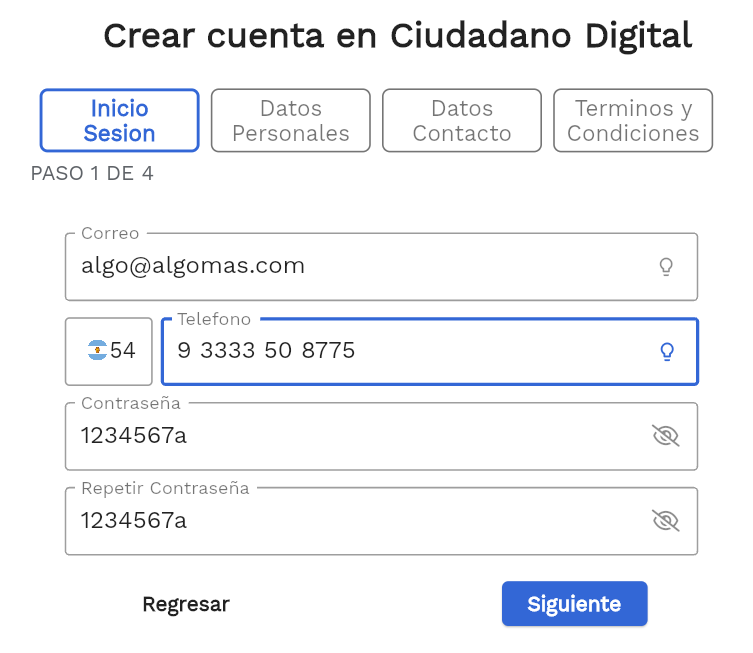 Crear cuenta en Ciudadano Digital
Inicio
Sesion
Datos
Personales
Datos
Contacto
Terminos y
Condiciones
PASO 1 DE 4
Correo
algo@algomas.com
54
Telefono
9 3333 50 8775
Contraseña
1234567a
Repetir Contraseña
1234567a
Regresar
Siguiente